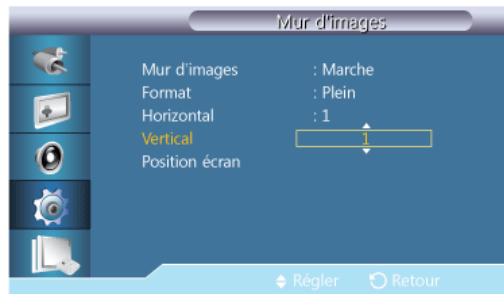 Mur d'images
Mur d'images : Marche
Format : Plein
Horizontal : 1
Vertical 1
Position écran
Régler Retour